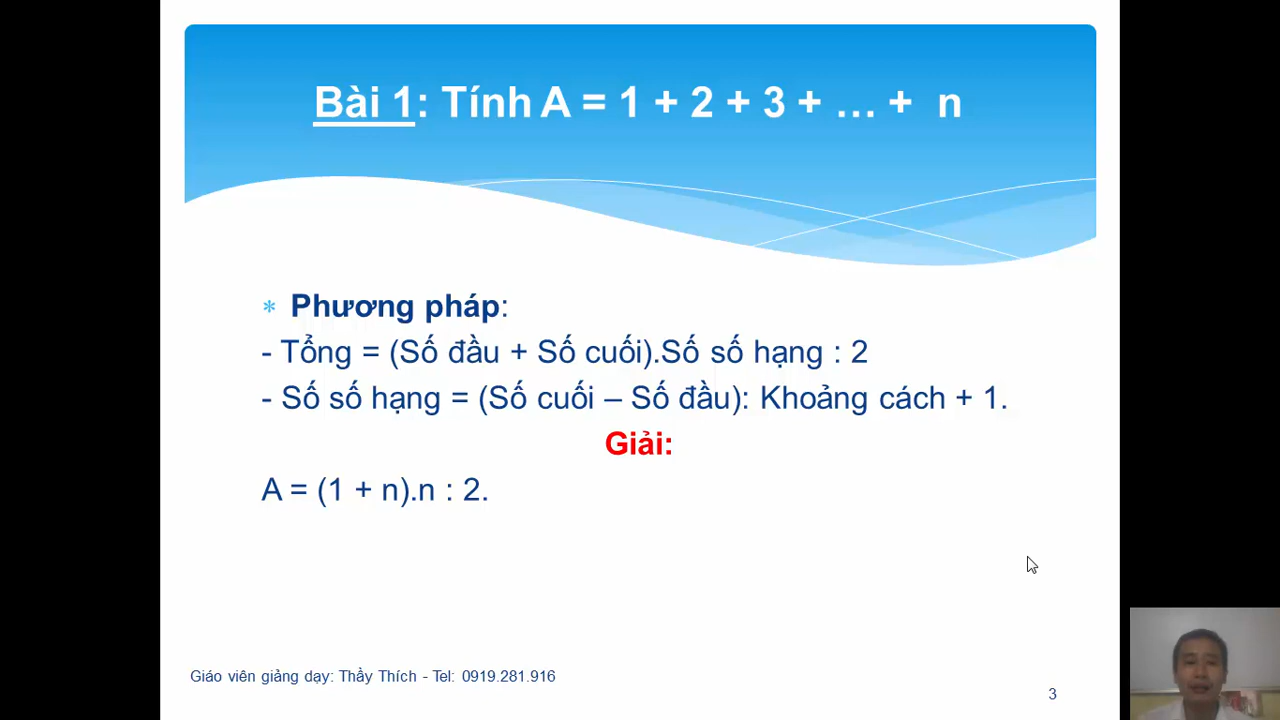 Bài 1: Tính A = 1 + 2 + 3 + … + n
* Phương pháp:
- Tổng = (Số đầu + Số cuối).Số số hạng : 2
- Số số hạng = (Số cuối – Số đầu): Khoảng cách + 1.
Giải:
A = (1 + n).n : 2.
Giáo viên giảng dạy: Thầy Thích - Tel: 0919.281.916
3